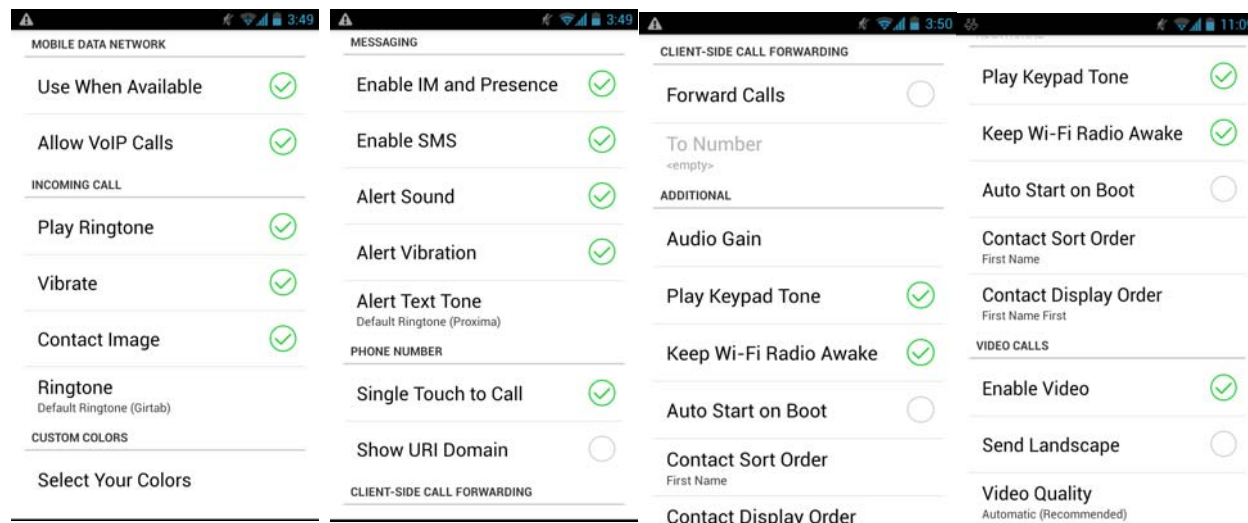 3:49
MOBILE DATA NETWORK
Use When Available
Allow VoIP Calls
INCOMING CALL
Play Ringtone
Vibrate
Contact Image
Ringtone
Default Ringtone (Girtab)
CUSTOM COLORS
Select Your Colors
3:49
MESSAGING
Enable IM and Presence
Enable SMS
Alert Sound
Alert Vibration
Alert Text Tone
Default Ringtone (Proxima)
PHONE NUMBER
Single Touch to Call
Show URI Domain
CLIENT-SIDE CALL FORWARDING
3:50
CLIENT-SIDE CALL FORWARDING
Forward Calls
To Number
<empty>
ADDITIONAL
Audio Gain
Play Keypad Tone
Keep Wi-Fi Radio Awake
Auto Start on Boot
Contact Sort Order
First Name
Contact Display Order
Play Keypad Tone
Keep Wi-Fi Radio Awake
Auto Start on Boot
Contact Sort Order
First Name
Contact Display Order
First Name First
VIDEO CALLS
Enable Video
Send Landscape
Video Quality
Automatic (Recommended)